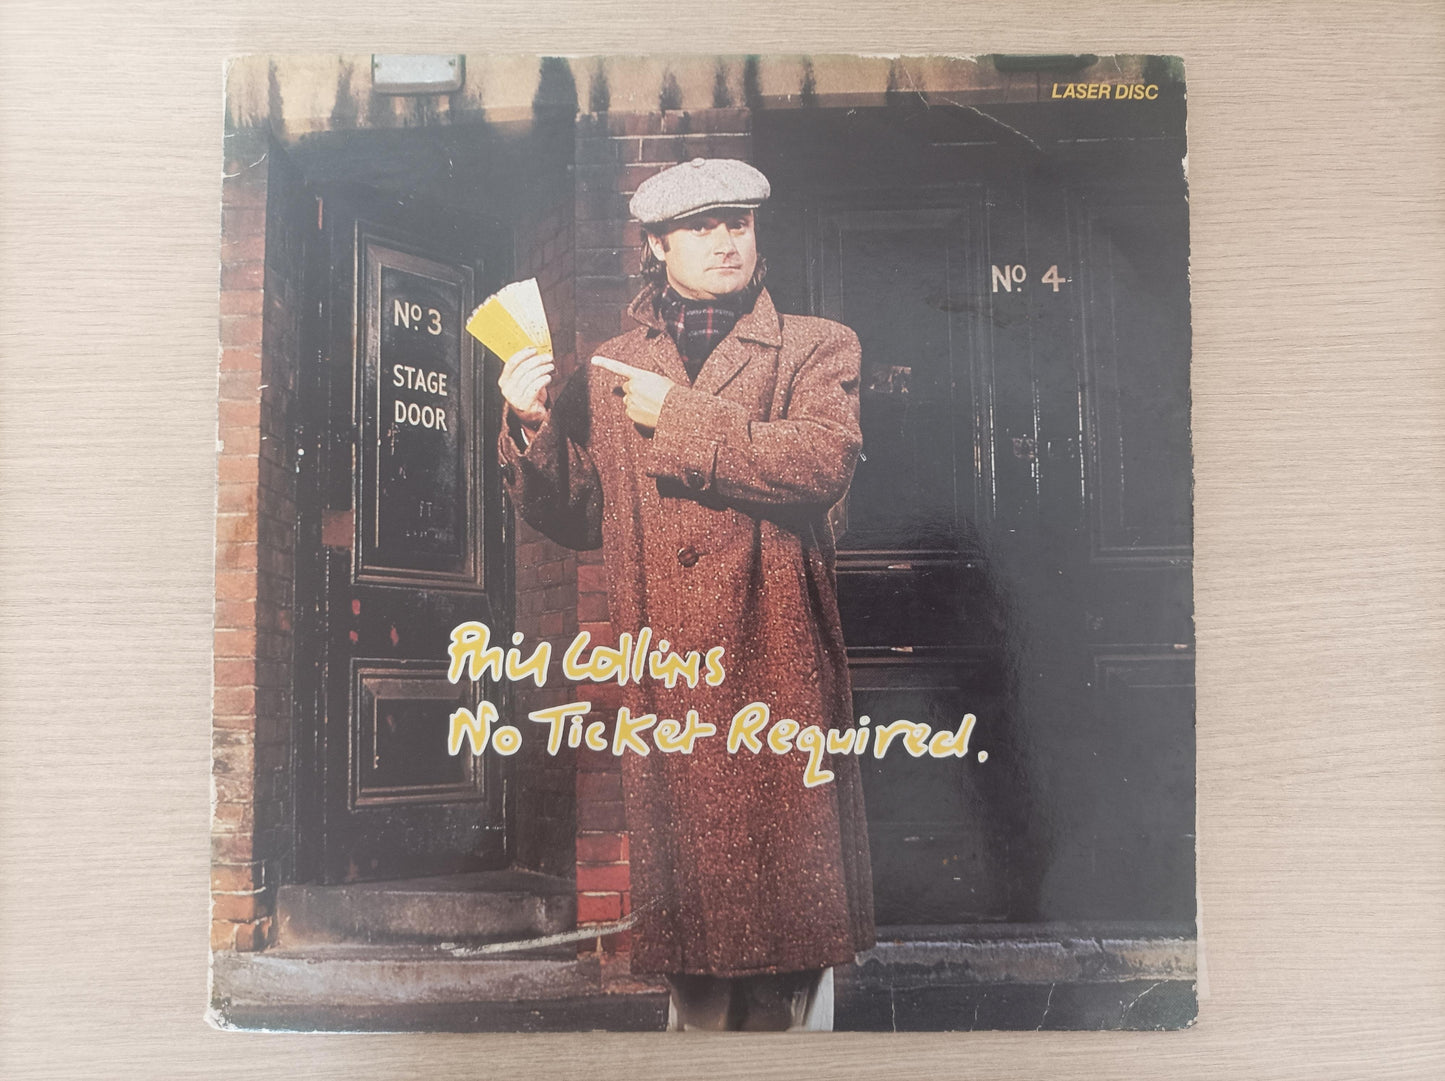 LASER DISC
Nº 3
STAGE
DOOR
Nº 4
Phil Collins
No Ticket Required.